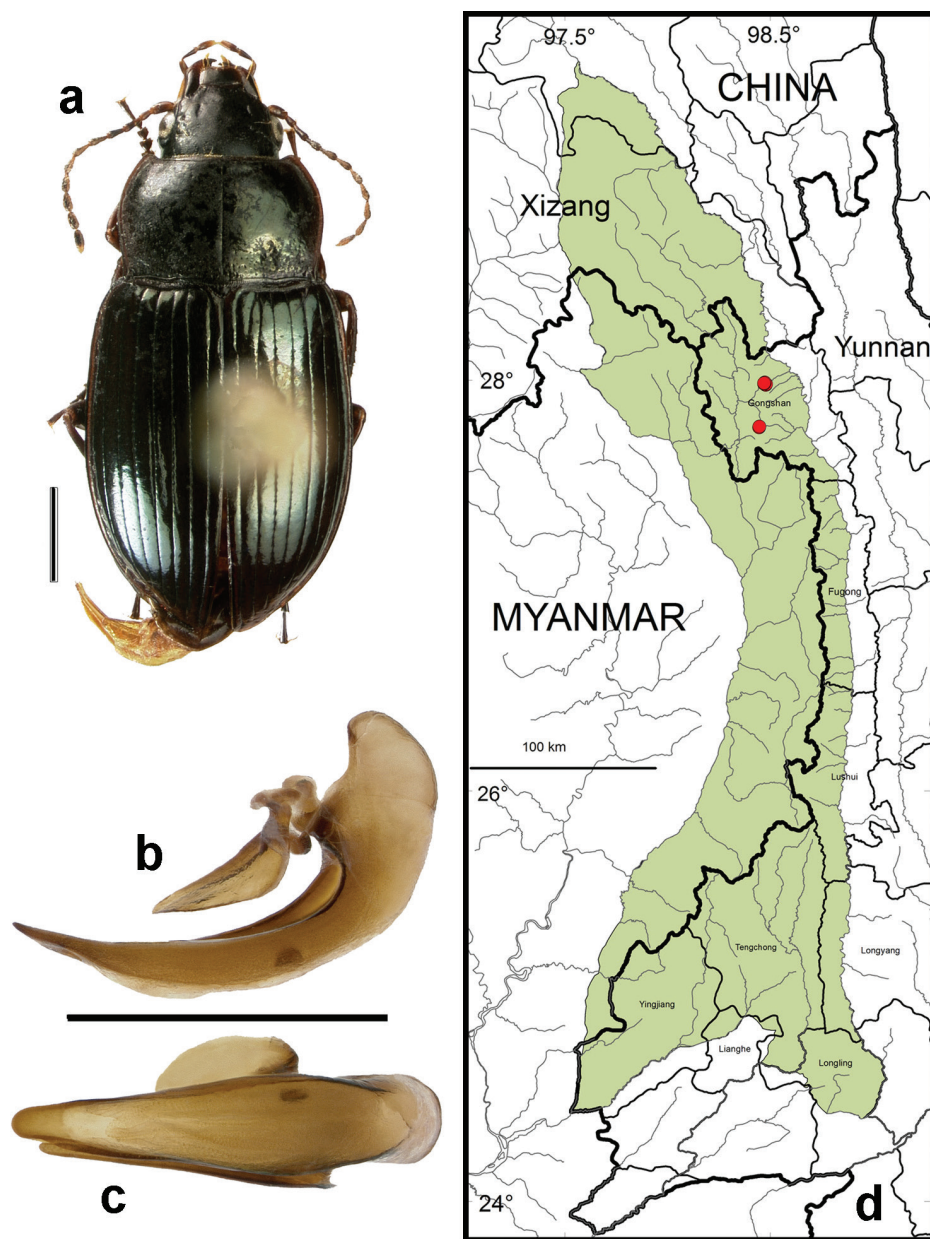 a
b
c
97.5° 98.5°
CHINA
Xizang
Yunnan
28°
Gongshan
Fugong
MYANMAR
100 km
Lushui
26°
Longyang
Tengchong
Yingjiang
Lianghe
Longling
24°
d